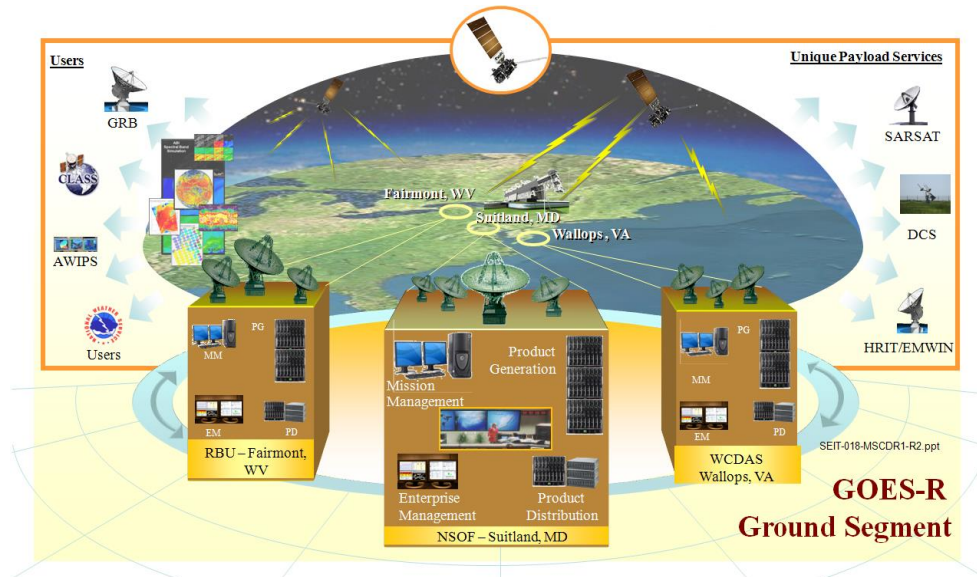 Users
Unique Payload Services
GRB
SARSAT
CLASS
AWIPS
DCS
Users
HRIT/EMWIN
Fairmont, WV
Suitland, MD
Wallops, VA
PG
MM
EM
PD
RBU – Fairmont,
WV
Product
Generation
Mission
Management
Enterprise
Management
Product
Distribution
NSOF – Suitland, MD
PG
MM
EM
PD
WCDAS
Wallops, VA
SEIT-018-MSCDR1-R2.ppt
GOES-R
Ground Segment